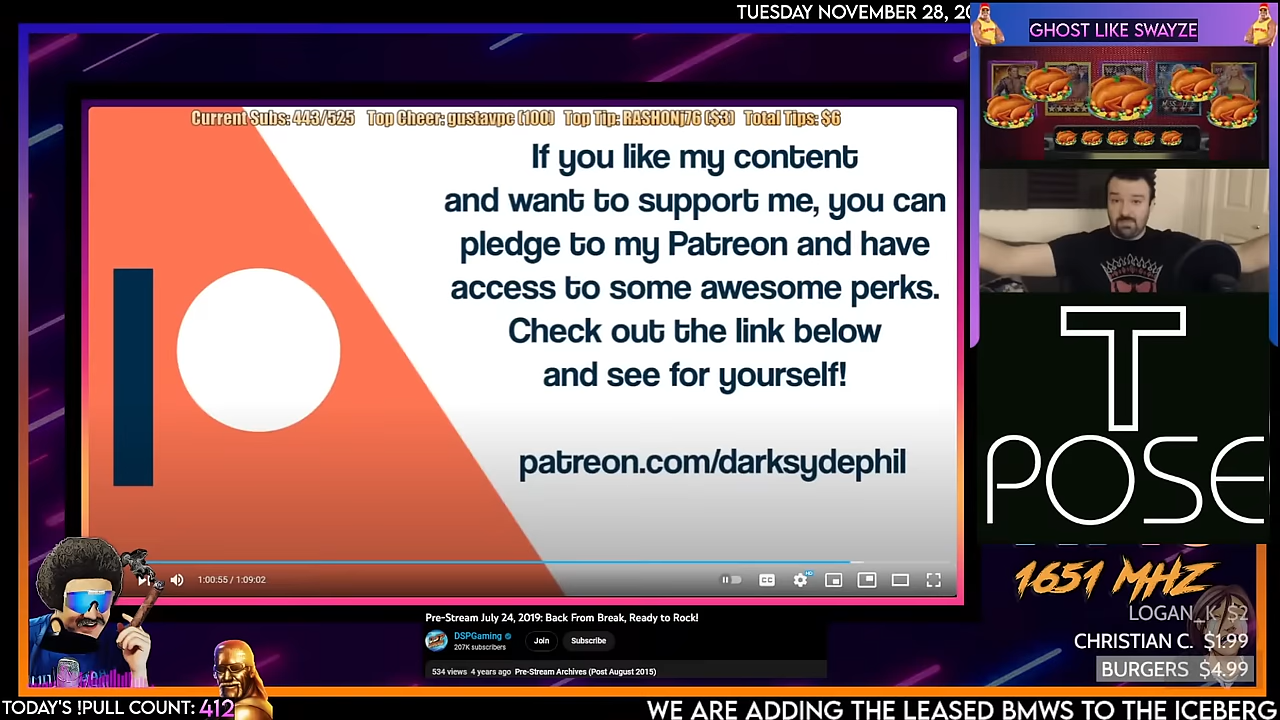 TUESDAY NOVEMBER 28, 20
GHOST LIKE SWAYZE
Current Subs: 443/525 Top Cheer: gustavpc (100) Top Tip: RASHONj76 ($3) Total Tips: $6
If you like my content
and want to support me, you can
pledge to my Patreon and have
access to some awesome perks.
Check out the link below
and see for yourself!
patreon.com/darksydephil
T
POSE
1:00:55 / 1:09:02
CC
HD
1651 MHZ
LOGAN_K $2
CHRISTIAN C. $1.99
BURGERS $4.99
Pre-Stream July 24, 2019: Back From Break, Ready to Rock!
DSPGaming
207K subscribers
Join
Subscribe
534 views 4 years ago Pre-Stream Archives (Post August 2015)
TODAY'S !PULL COUNT: 412
WE ARE ADDING THE LEASED BMWS TO THE ICEBERG